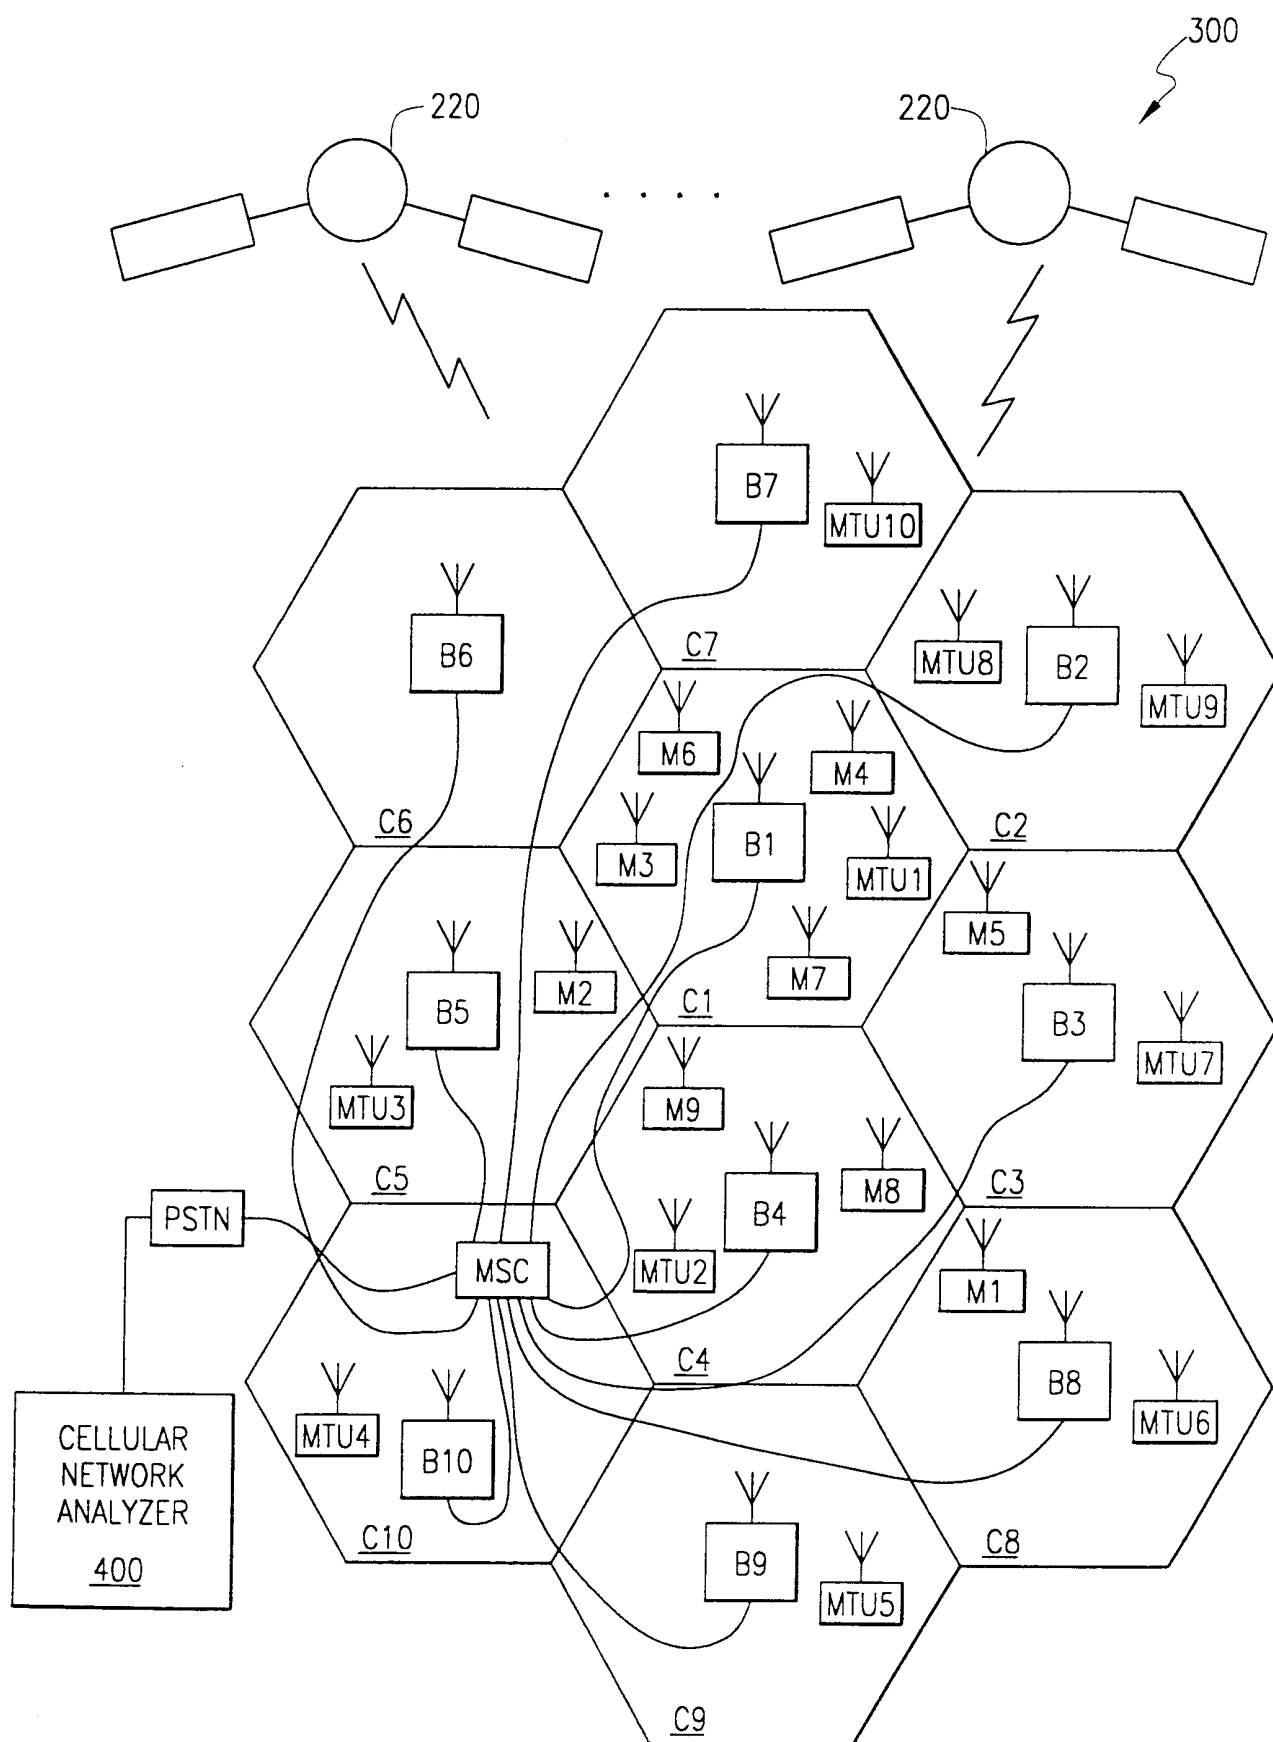 300
220
220
B7
MTU10
B6
C7
MTU8
B2
MTU9
M6
M4
C6
M3
B1
MTU1
C2
M5
B5
M2
M7
C1
B3
MTU7
MTU3
M9
C5
B4
M8
C3
PSTN
MSC
MTU2
M1
C4
B8
MTU6
MTU4
B10
CELLULAR
NETWORK
ANALYZER
400
C10
B9
MTU5
C8
C9